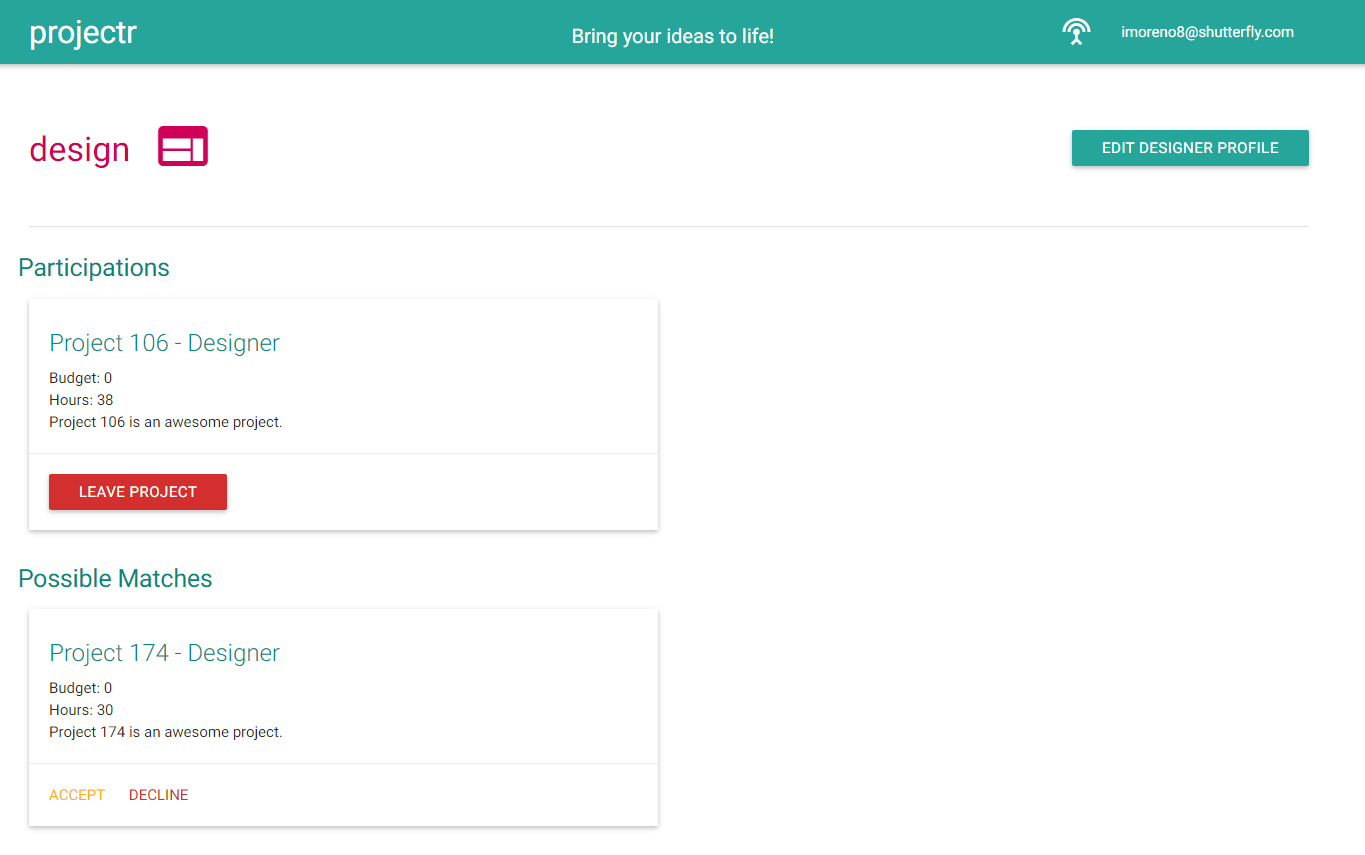 projectr
Bring your ideas to life!
imoreno8@shutterfly.com
design
EDIT DESIGNER PROFILE
Participations
Project 106 - Designer
Budget: 0
Hours: 38
Project 106 is an awesome project.
LEAVE PROJECT
Possible Matches
Project 174 - Designer
Budget: 0
Hours: 30
Project 174 is an awesome project.
ACCEPT DECLINE